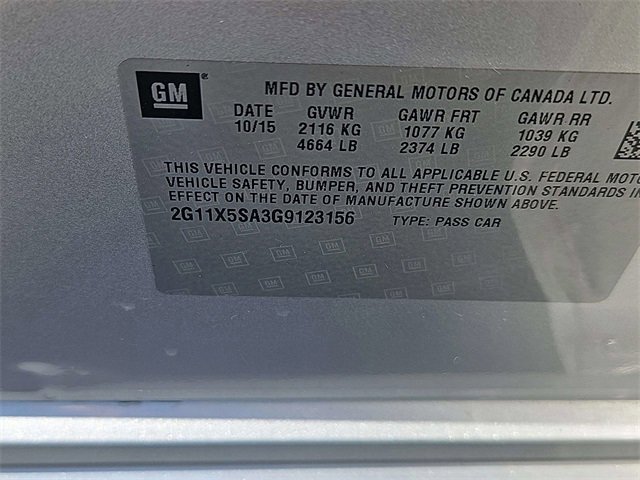 GM® MFD BY GENERAL MOTORS OF CANADA LTD.
DATE GVWR GAWR FRT GAWR RR
10/15 2116 KG 1077 KG 1039 KG
4664 LB 2374 LB 2290 LB
THIS VEHICLE CONFORMS TO ALL APPLICABLE U.S. FEDERAL MOTO
VEHICLE SAFETY, BUMPER, AND THEFT PREVENTION STANDARDS IN
EFFECT ON THE DATE OF MANUFACTURE SHOWN ABOVE.
2G11X5SA3G9123156 TYPE: PASS CAR